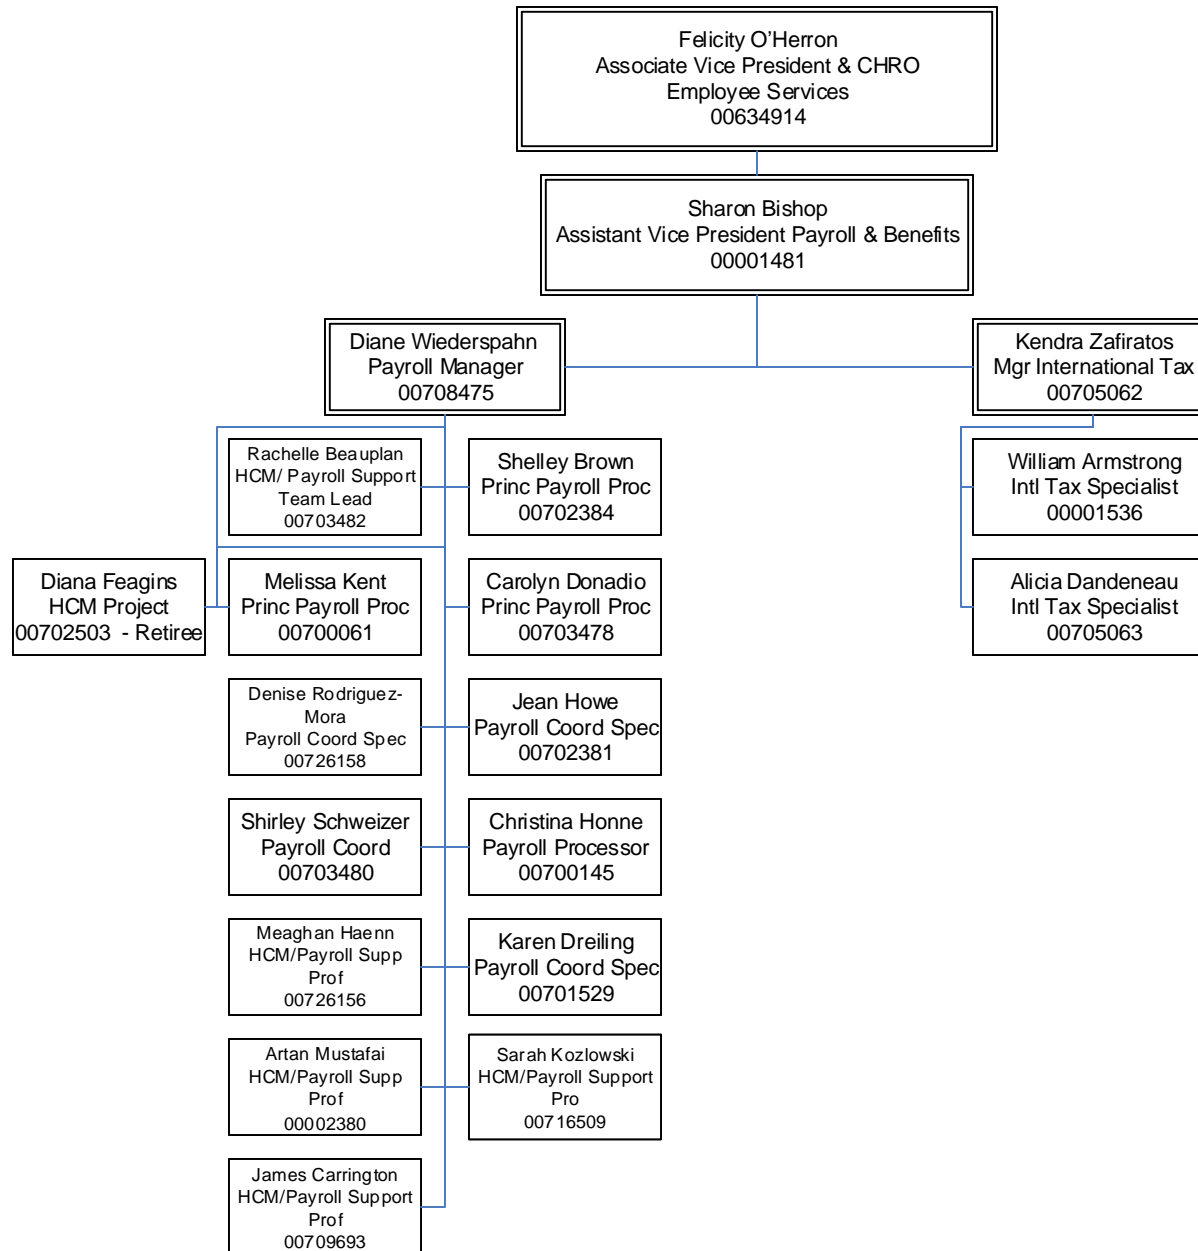 Felicity O’Herron
Associate Vice President & CHRO
Employee Services
00634914
Sharon Bishop
Assistant Vice President Payroll & Benefits
00001481
Diane Wiederspahn
Payroll Manager
00708475
Kendra Zafiratos
Mgr International Tax
00705062
Rachelle Beauplan
HCM/ Payroll Support
Team Lead
00703482
Shelley Brown
Princ Payroll Proc
00702384
William Armstrong
Intl Tax Specialist
00001536
Diana Feagins
HCM Project
00702503 - Retiree
Melissa Kent
Princ Payroll Proc
00700061
Carolyn Donadio
Princ Payroll Proc
00703478
Alicia Dandeneau
Intl Tax Specialist
00705063
Denise Rodriguez-
Mora
Payroll Coord Spec
00726158
Jean Howe
Payroll Coord Spec
00702381
Shirley Schweizer
Payroll Coord
00703480
Christina Honne
Payroll Processor
00700145
Meaghan Haenn
HCM/Payroll Supp
Prof
00726156
Karen Dreiling
Payroll Coord Spec
00701529
Artan Mustafai
HCM/Payroll Supp
Prof
00002380
Sarah Kozlowski
HCM/Payroll Support
Pro
00716509
James Carrington
HCM/Payroll Support
Prof
00709693